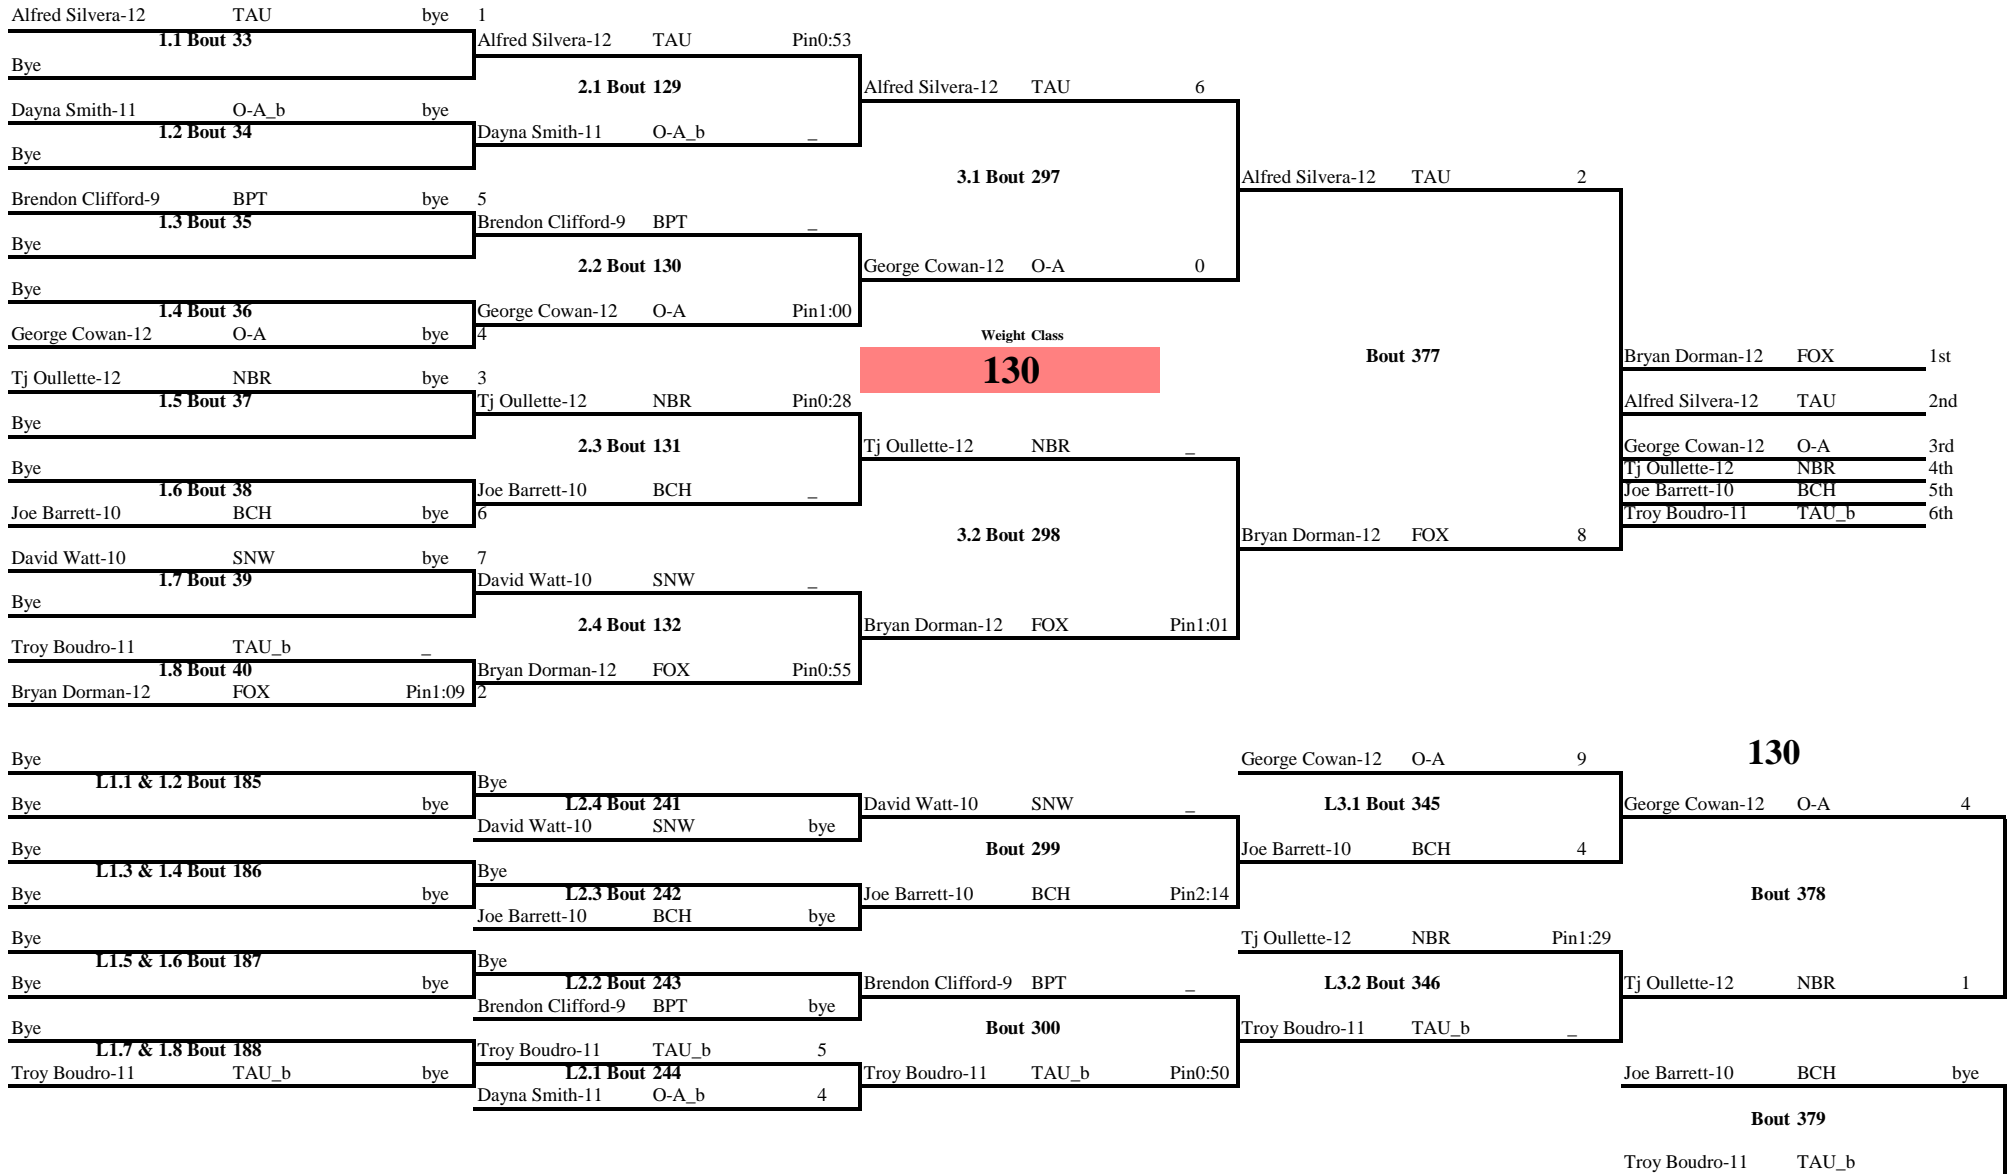 Alfred Silvera-12 TAU bye 1
1.1 Bout 33
Bye
Dayna Smith-11 O-A_b bye
1.2 Bout 34
Bye
Brendon Clifford-9 BPT bye 5
1.3 Bout 35
Bye
Bye
1.4 Bout 36
George Cowan-12 O-A bye 4
Tj Oullette-12 NBR bye 3
1.5 Bout 37
Bye
Bye
1.6 Bout 38
Joe Barrett-10 BCH bye 6
David Watt-10 SNW bye 7
1.7 Bout 39
Bye
Troy Boudro-11 TAU_b _
1.8 Bout 40
Bryan Dorman-12 FOX Pin1:09 2
Alfred Silvera-12 TAU Pin0:53
2.1 Bout 129
Dayna Smith-11 O-A_b _
Brendon Clifford-9 BPT _
2.2 Bout 130
George Cowan-12 O-A Pin1:00
Tj Oullette-12 NBR Pin0:28
2.3 Bout 131
Joe Barrett-10 BCH _
David Watt-10 SNW _
2.4 Bout 132
Bryan Dorman-12 FOX Pin0:55
Alfred Silvera-12 TAU 6
3.1 Bout 297
George Cowan-12 O-A 0
Weight Class
130
Tj Oullette-12 NBR _
3.2 Bout 298
Bryan Dorman-12 FOX Pin1:01
Alfred Silvera-12 TAU 2
Bout 377
Bryan Dorman-12 FOX 8
Bryan Dorman-12 FOX 1st
Alfred Silvera-12 TAU 2nd
George Cowan-12 O-A 3rd
Tj Oullette-12 NBR 4th
Joe Barrett-10 BCH 5th
Troy Boudro-11 TAU_b 6th
Bye
L1.1 & 1.2 Bout 185
Bye bye
Bye
L1.3 & 1.4 Bout 186
Bye bye
Bye
L1.5 & 1.6 Bout 187
Bye bye
Bye
L1.7 & 1.8 Bout 188
Troy Boudro-11 TAU_b bye
Bye
L2.4 Bout 241
David Watt-10 SNW bye
Bye
L2.3 Bout 242
Joe Barrett-10 BCH bye
Bye
L2.2 Bout 243
Brendon Clifford-9 BPT bye
Troy Boudro-11 TAU_b 5
L2.1 Bout 244
Dayna Smith-11 O-A_b 4
David Watt-10 SNW _
Bout 299
Joe Barrett-10 BCH Pin2:14
Brendon Clifford-9 BPT _
Bout 300
Troy Boudro-11 TAU_b Pin0:50
George Cowan-12 O-A 9
L3.1 Bout 345
Joe Barrett-10 BCH 4
Tj Oullette-12 NBR Pin1:29
L3.2 Bout 346
Troy Boudro-11 TAU_b _
130
George Cowan-12 O-A 4
Bout 378
Tj Oullette-12 NBR 1
Joe Barrett-10 BCH bye
Bout 379
Troy Boudro-11 TAU_b